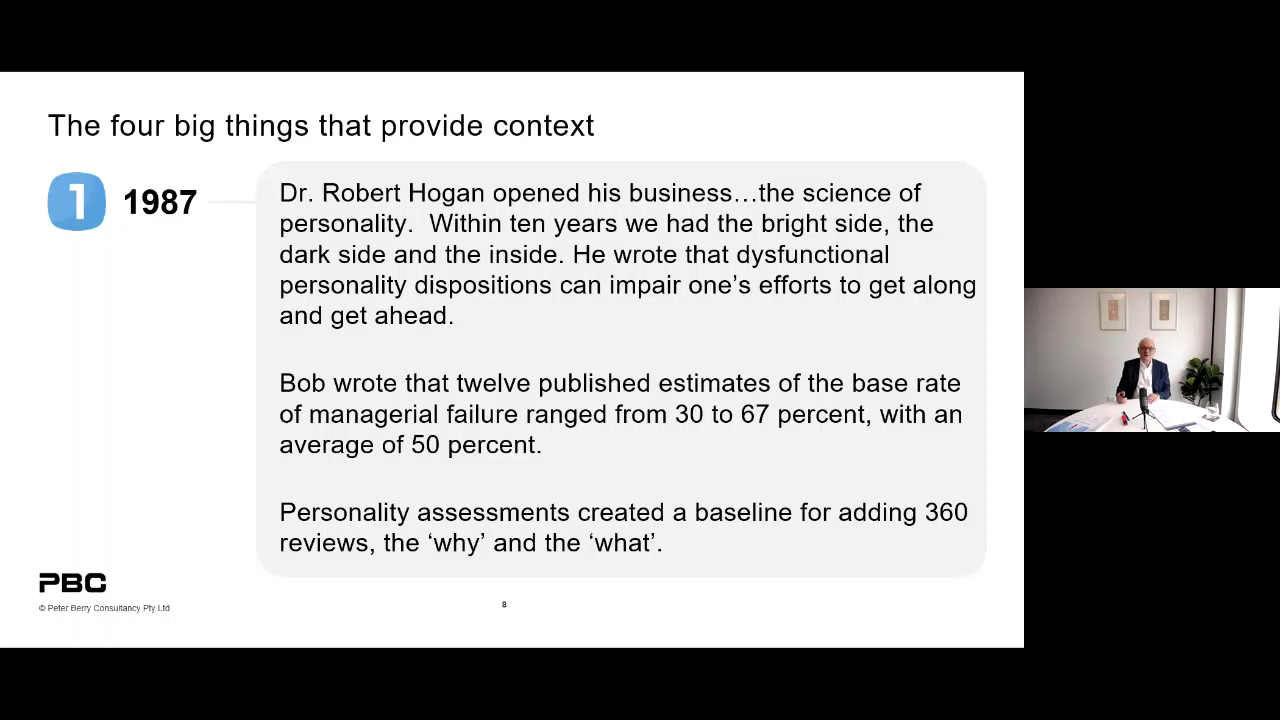 The four big things that provide context
1
1987
Dr. Robert Hogan opened his business…the science of
personality.  Within ten years we had the bright side, the
dark side and the inside. He wrote that dysfunctional
personality dispositions can impair one’s efforts to get along
and get ahead.
Bob wrote that twelve published estimates of the base rate
of managerial failure ranged from 30 to 67 percent, with an
average of 50 percent.
Personality assessments created a baseline for adding 360
reviews, the ‘why’ and the ‘what’.
PBC
© Peter Berry Consultancy Pty Ltd
8